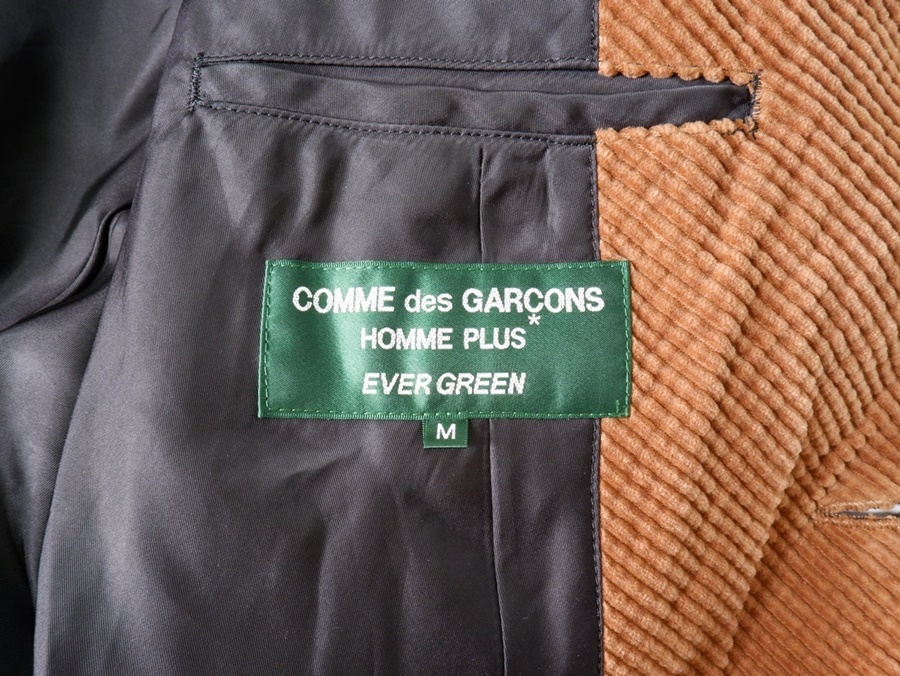 COMME des GARÇONS
HOMME PLUS*
EVER GREEN
M